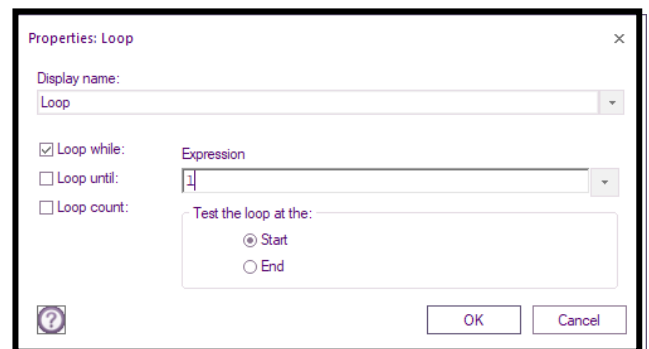 Properties: Loop
Display name:
Loop
Loop while:
Expression
Loop until:
1
Loop count:
Test the loop at the:
Start
End
?
OK
Cancel